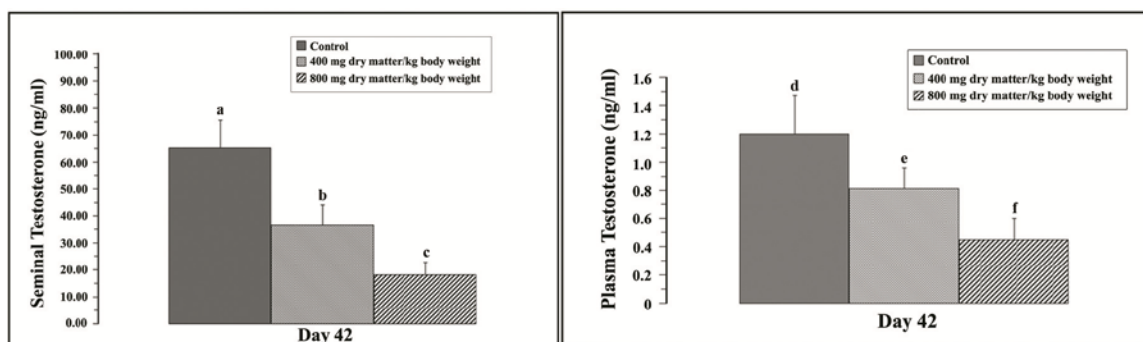 Control
400 mg dry matter/kg body weight
800 mg dry matter/kg body weight
100.00
90.00
80.00
70.00
60.00
50.00
40.00
30.00
20.00
10.00
0.00
Seminal Testosterone (ng/ml)
a
b
c
Day 42
Control
400 mg dry matter/kg body weight
800 mg dry matter/kg body weight
1.6
1.4
1.2
1.0
0.8
0.6
0.4
0.2
0
Plasma Testosterone (ng/ml)
d
e
f
Day 42